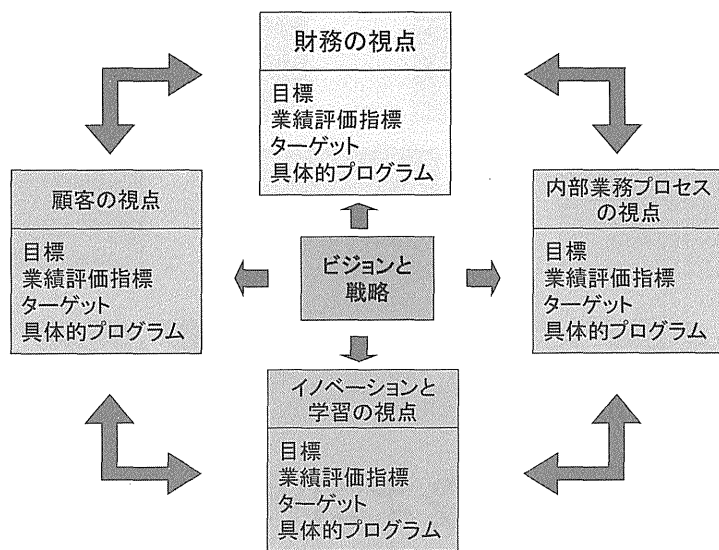 財務の視点
目標
業績評価指標
ターゲット
具体的プログラム
顧客の視点
目標
業績評価指標
ターゲット
具体的プログラム
ビジョンと
戦略
内部業務プロセス
の視点
目標
業績評価指標
ターゲット
具体的プログラム
イノベーションと
学習の視点
目標
業績評価指標
ターゲット
具体的プログラム